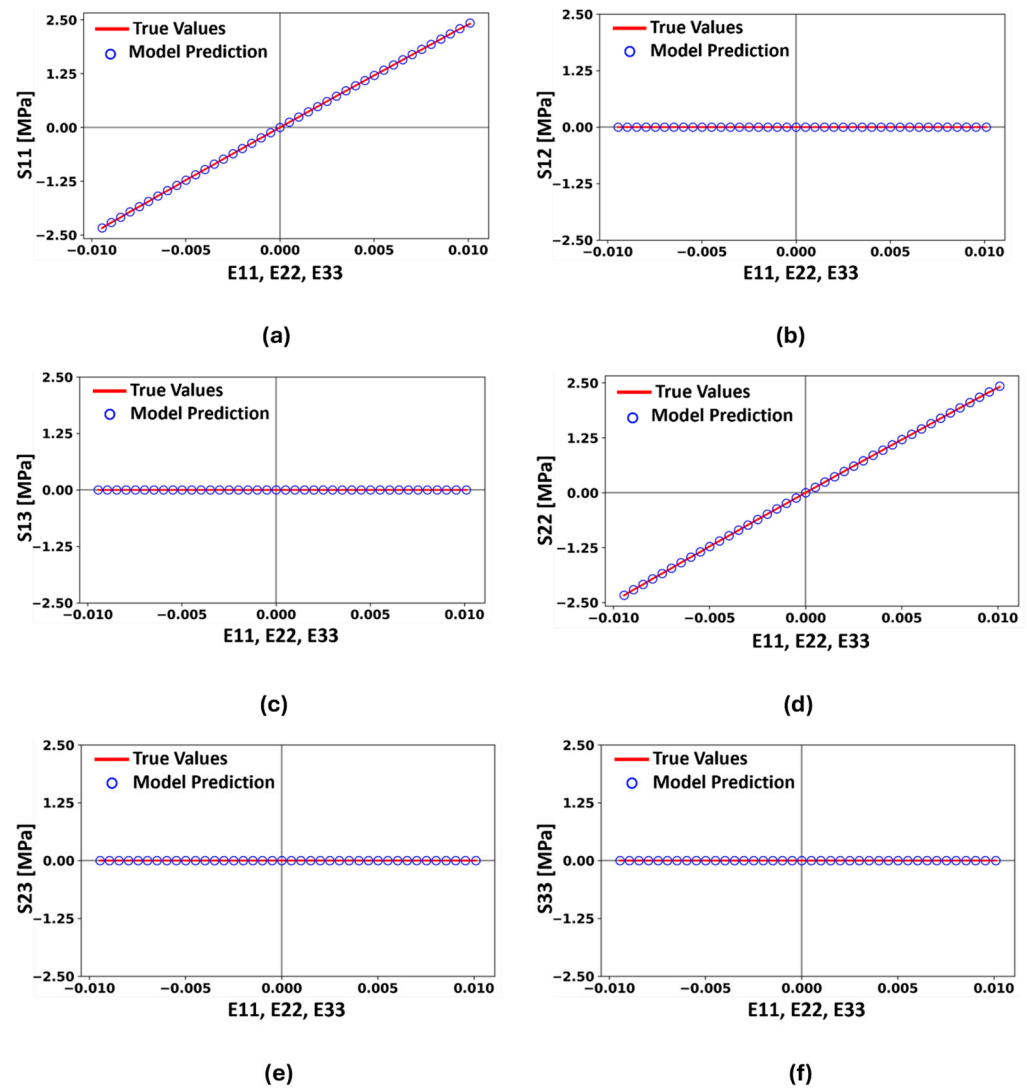 2.50
True Values
Model Prediction
1.25
0.00
−1.25
−2.50
S11 [MPa]
−0.010 −0.005 0.000 0.005 0.010
E11, E22, E33
(a)
2.50
True Values
Model Prediction
1.25
0.00
−1.25
−2.50
S12 [MPa]
−0.010 −0.005 0.000 0.005 0.010
E11, E22, E33
(b)
2.50
True Values
Model Prediction
1.25
0.00
−1.25
−2.50
S13 [MPa]
−0.010 −0.005 0.000 0.005 0.010
E11, E22, E33
(c)
2.50
True Values
Model Prediction
1.25
0.00
−1.25
−2.50
S22 [MPa]
−0.010 −0.005 0.000 0.005 0.010
E11, E22, E33
(d)
2.50
True Values
Model Prediction
1.25
0.00
−1.25
−2.50
S23 [MPa]
−0.010 −0.005 0.000 0.005 0.010
E11, E22, E33
(e)
2.50
True Values
Model Prediction
1.25
0.00
−1.25
−2.50
S33 [MPa]
−0.010 −0.005 0.000 0.005 0.010
E11, E22, E33
(f)